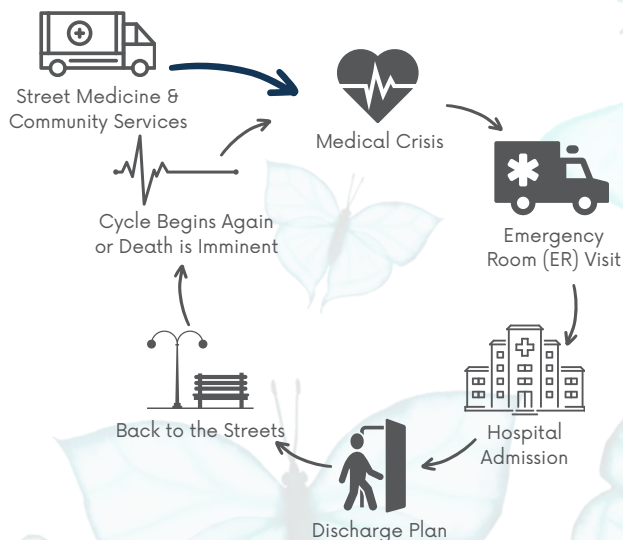 Street Medicine &
Community Services
Medical Crisis
Emergency
Room (ER) Visit
Hospital
Admission
Discharge Plan
Back to the Streets
Cycle Begins Again
or Death is Imminent